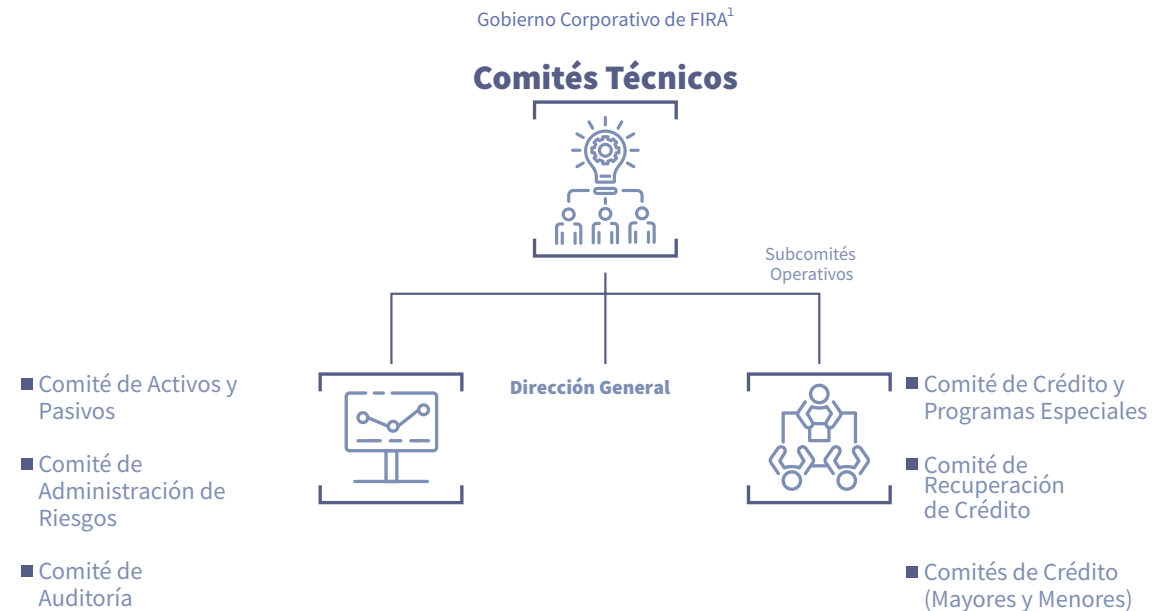 Gobierno Corporativo de FIRA¹
Comités Técnicos
Subcomités
Operativos
Dirección General
Comité de Activos y
Pasivos
Comité de
Administración de
Riesgos
Comité de
Auditoría
Comité de Crédito y
Programas Especiales
Comité de
Recuperación
de Crédito
Comités de Crédito
(Mayores y Menores)